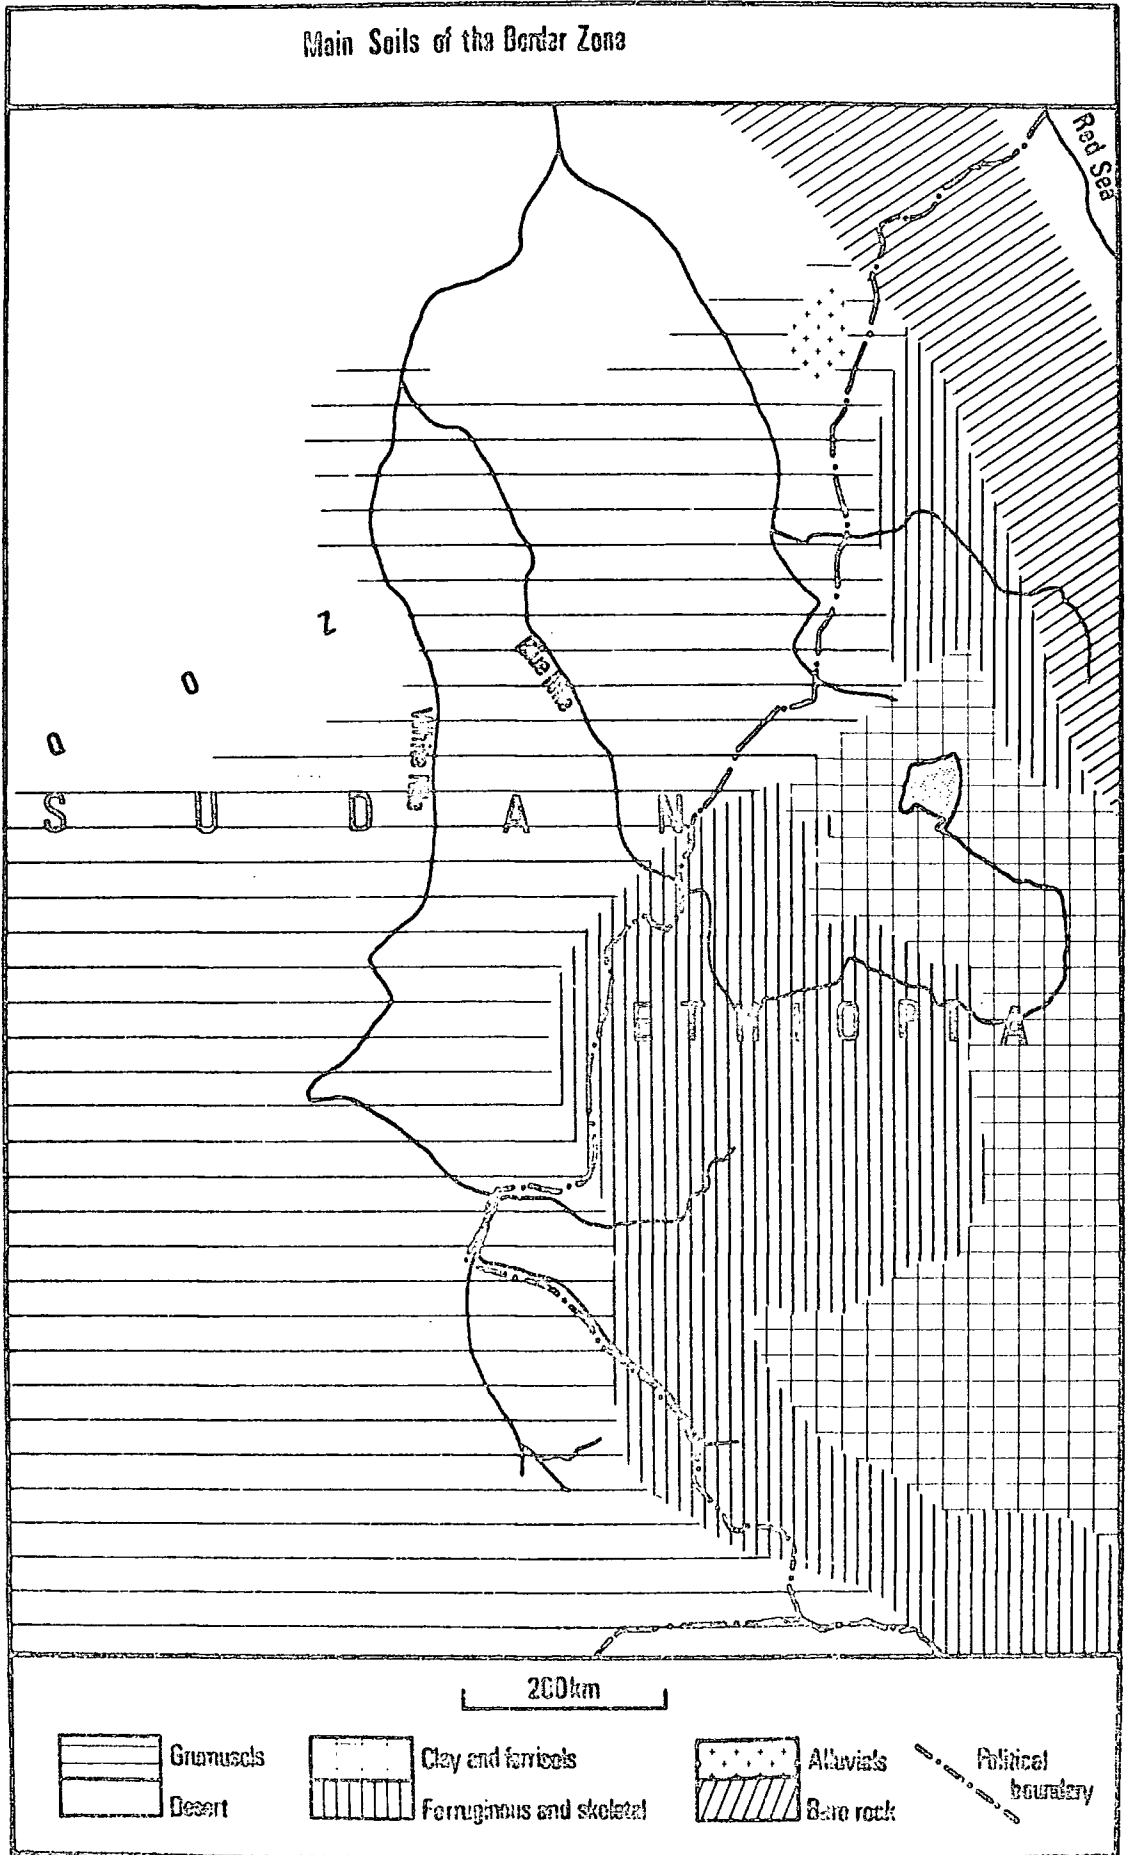 Main Soils of the Border Zone
Red Sea
Blue Nile
White Nile
Z
O
Q
S U D A N
E T H I O P I A
200km
Grumusols
Desert
Clay and ferrisols
Ferruginous and skeletal
Alluvials
Bare rock
Political
boundary